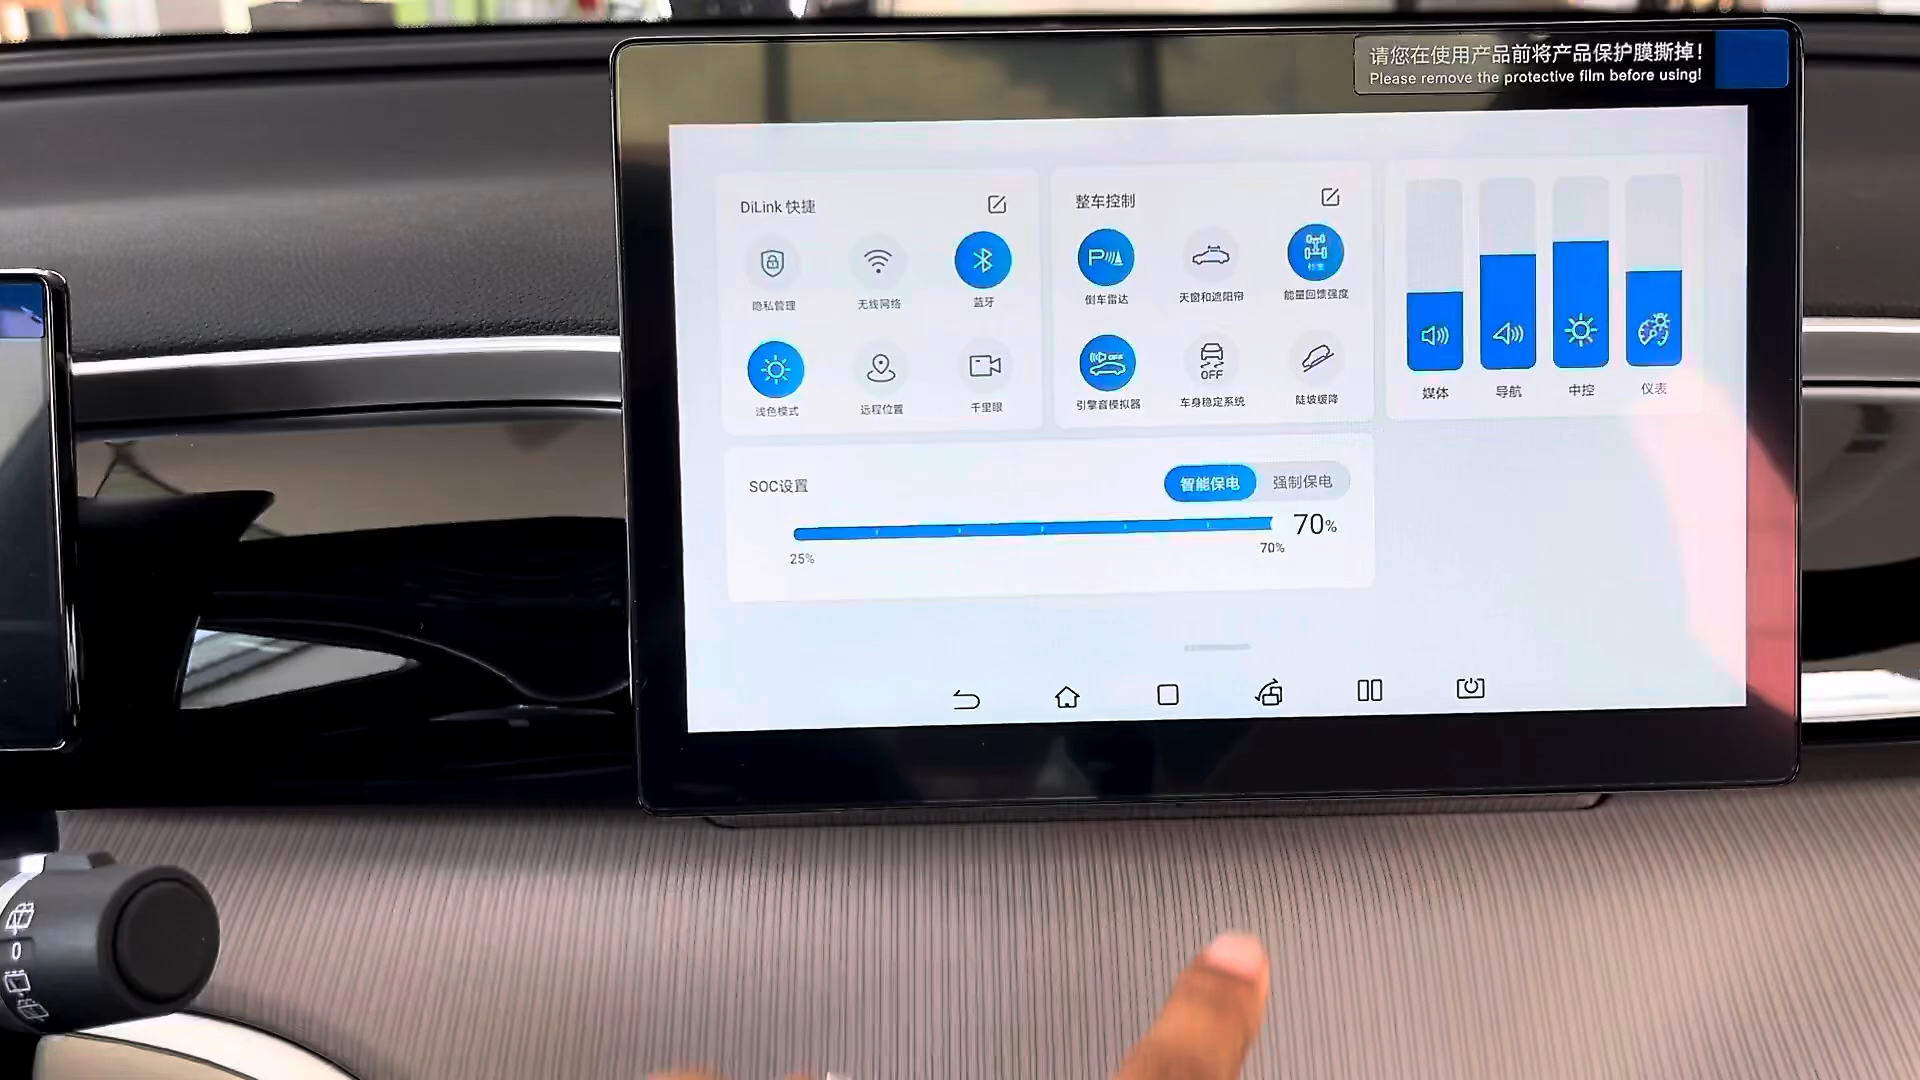 请您在使用产品前将产品保护膜撕掉!
Please remove the protective film before using!
DiLink 快捷
隐私管理
无线网络
蓝牙
浅色模式
远程位置
千里眼
整车控制
倒车雷达
天窗和遮阳帘
标准
能量回馈强度
引擎音模拟器
OFF
车身稳定系统
陡坡缓降
媒体
导航
中控
仪表
SOC设置
智能保电
强制保电
70%
25%
70%
0